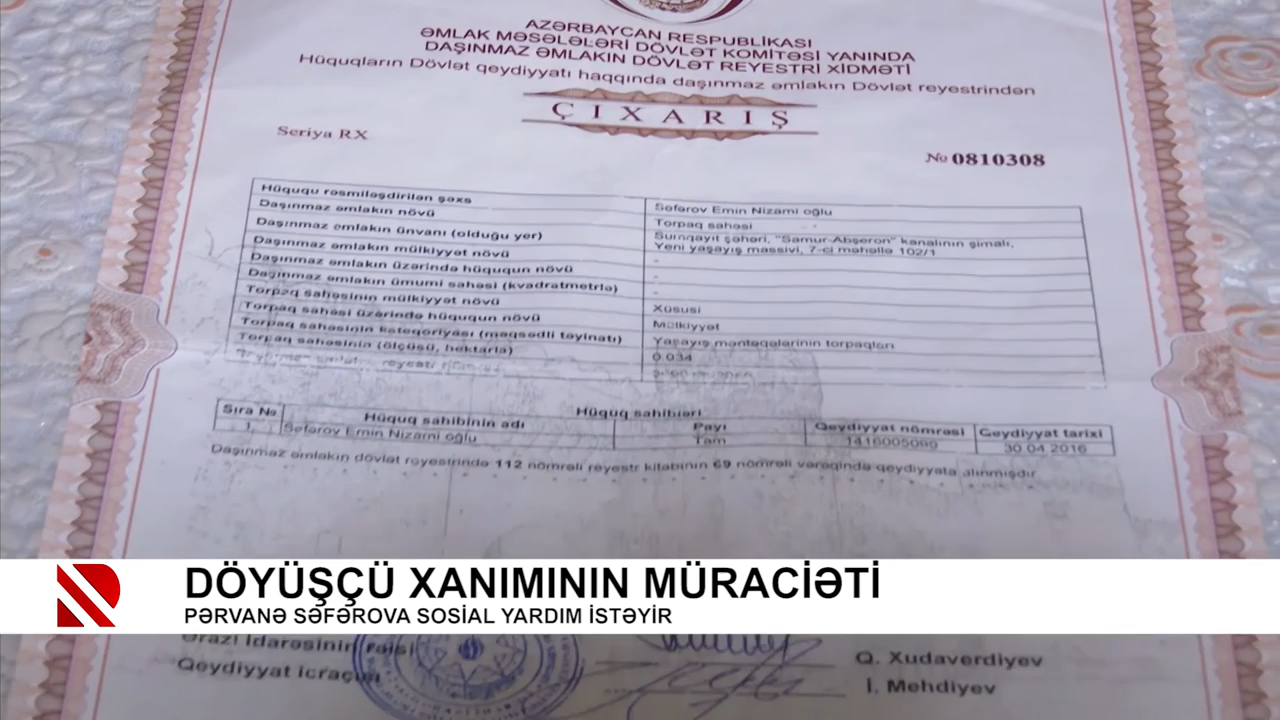 AZƏRBAYCAN RESPUBLİKASI
ƏMLAK MƏSƏLƏLƏRİ DÖVLƏT KOMİTƏSİ YANINDA
DAŞINMAZ ƏMLAKIN DÖVLƏT REYESTRİ XİDMƏTİ
Hüquqların Dövlət qeydiyyatı haqqında daşınmaz əmlakın Dövlət reyestrindən
ÇIXARIŞ
Seriya RX
№ 0810308
Hüququ rəsmiləşdirilən şəxs Səfərov Emin Nizami oğlu
Daşınmaz əmlakın növü Torpaq sahəsi
Daşınmaz əmlakın ünvanı (olduğu yer) Sumqayıt şəhəri, "Samur-Abşeron" kanalının şimalı,
Yeni yaşayış massivi, 7-ci məhəllə 102/1
Daşınmaz əmlakın mülkiyyət növü -
Daşınmaz əmlakın üzərində hüququn növü -
Daşınmaz əmlakın ümumi sahəsi (kvadratmetrlə) -
Torpaq sahəsinin mülkiyyət növü Xüsusi
Torpaq sahəsi üzərində hüququn növü Mülkiyyət
Torpaq sahəsinin kateqoriyası (məqsədli təyinatı) Yaşayış məntəqələrinin torpaqları
Torpaq sahəsinin (ölçüsü, hektarla) 0.034
Hüquq sahibləri
Sıra № Hüquq sahibinin adı Payı Qeydiyyat nömrəsi Qeydiyyat tarixi
1. Səfərov Emin Nizami oğlu Tam 30.04.2016
Daşınmaz əmlakın dövlət reyestrində 112 nömrəli reyestr kitabının 69 nömrəli vərəqində qeydiyyata alınmışdır
DÖYÜŞÇÜ XANIMININ MÜRACİƏTİ
PƏRVANƏ SƏFƏROVA SOSİAL YARDIM İSTƏYİR
Ərazi İdarəsinin rəisi
Q. Xudaverdiyev
Qeydiyyat icraçısı
İ. Mehdiyev